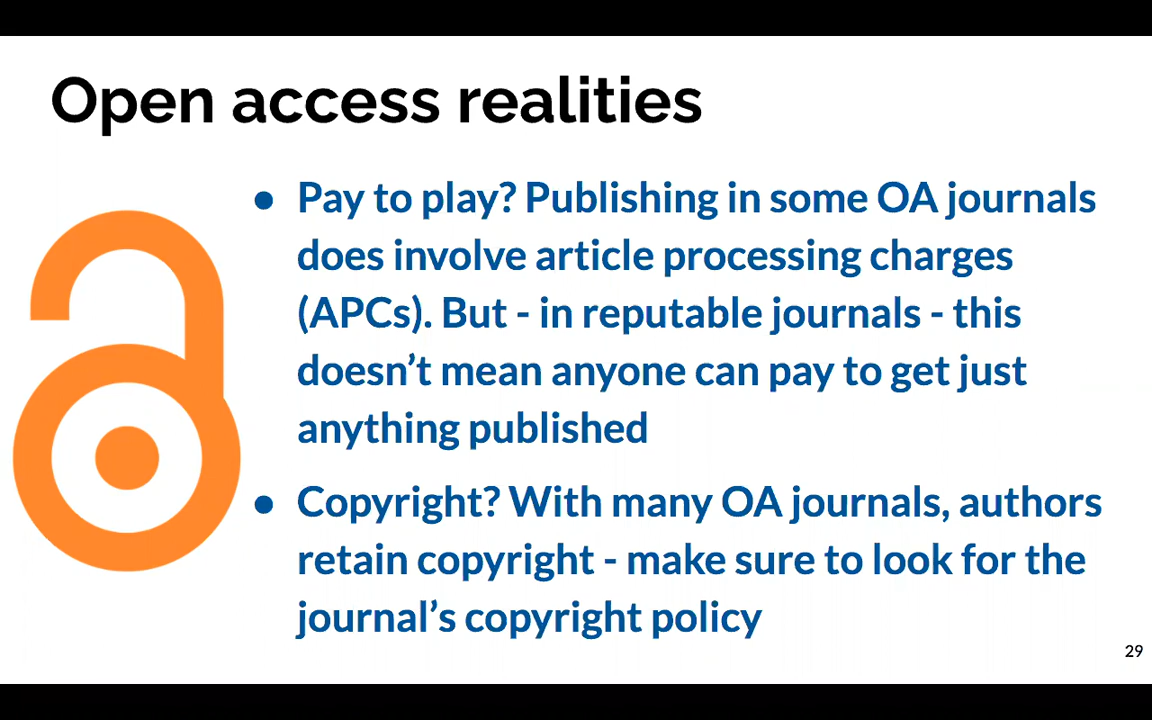 Open access realities
● Pay to play? Publishing in some OA journals
does involve article processing charges
(APCs). But - in reputable journals - this
doesn’t mean anyone can pay to get just
anything published
● Copyright? With many OA journals, authors
retain copyright - make sure to look for the
journal’s copyright policy
29